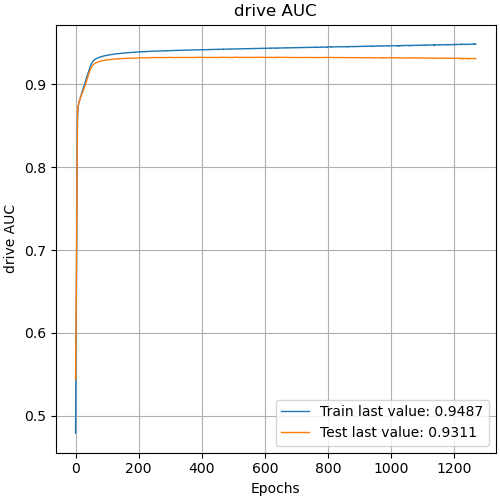 drive AUC
drive AUC
0.9
0.8
0.7
0.6
0.5
0 200 400 600 800 1000 1200
Epochs
Train last value: 0.9487
Test last value: 0.9311